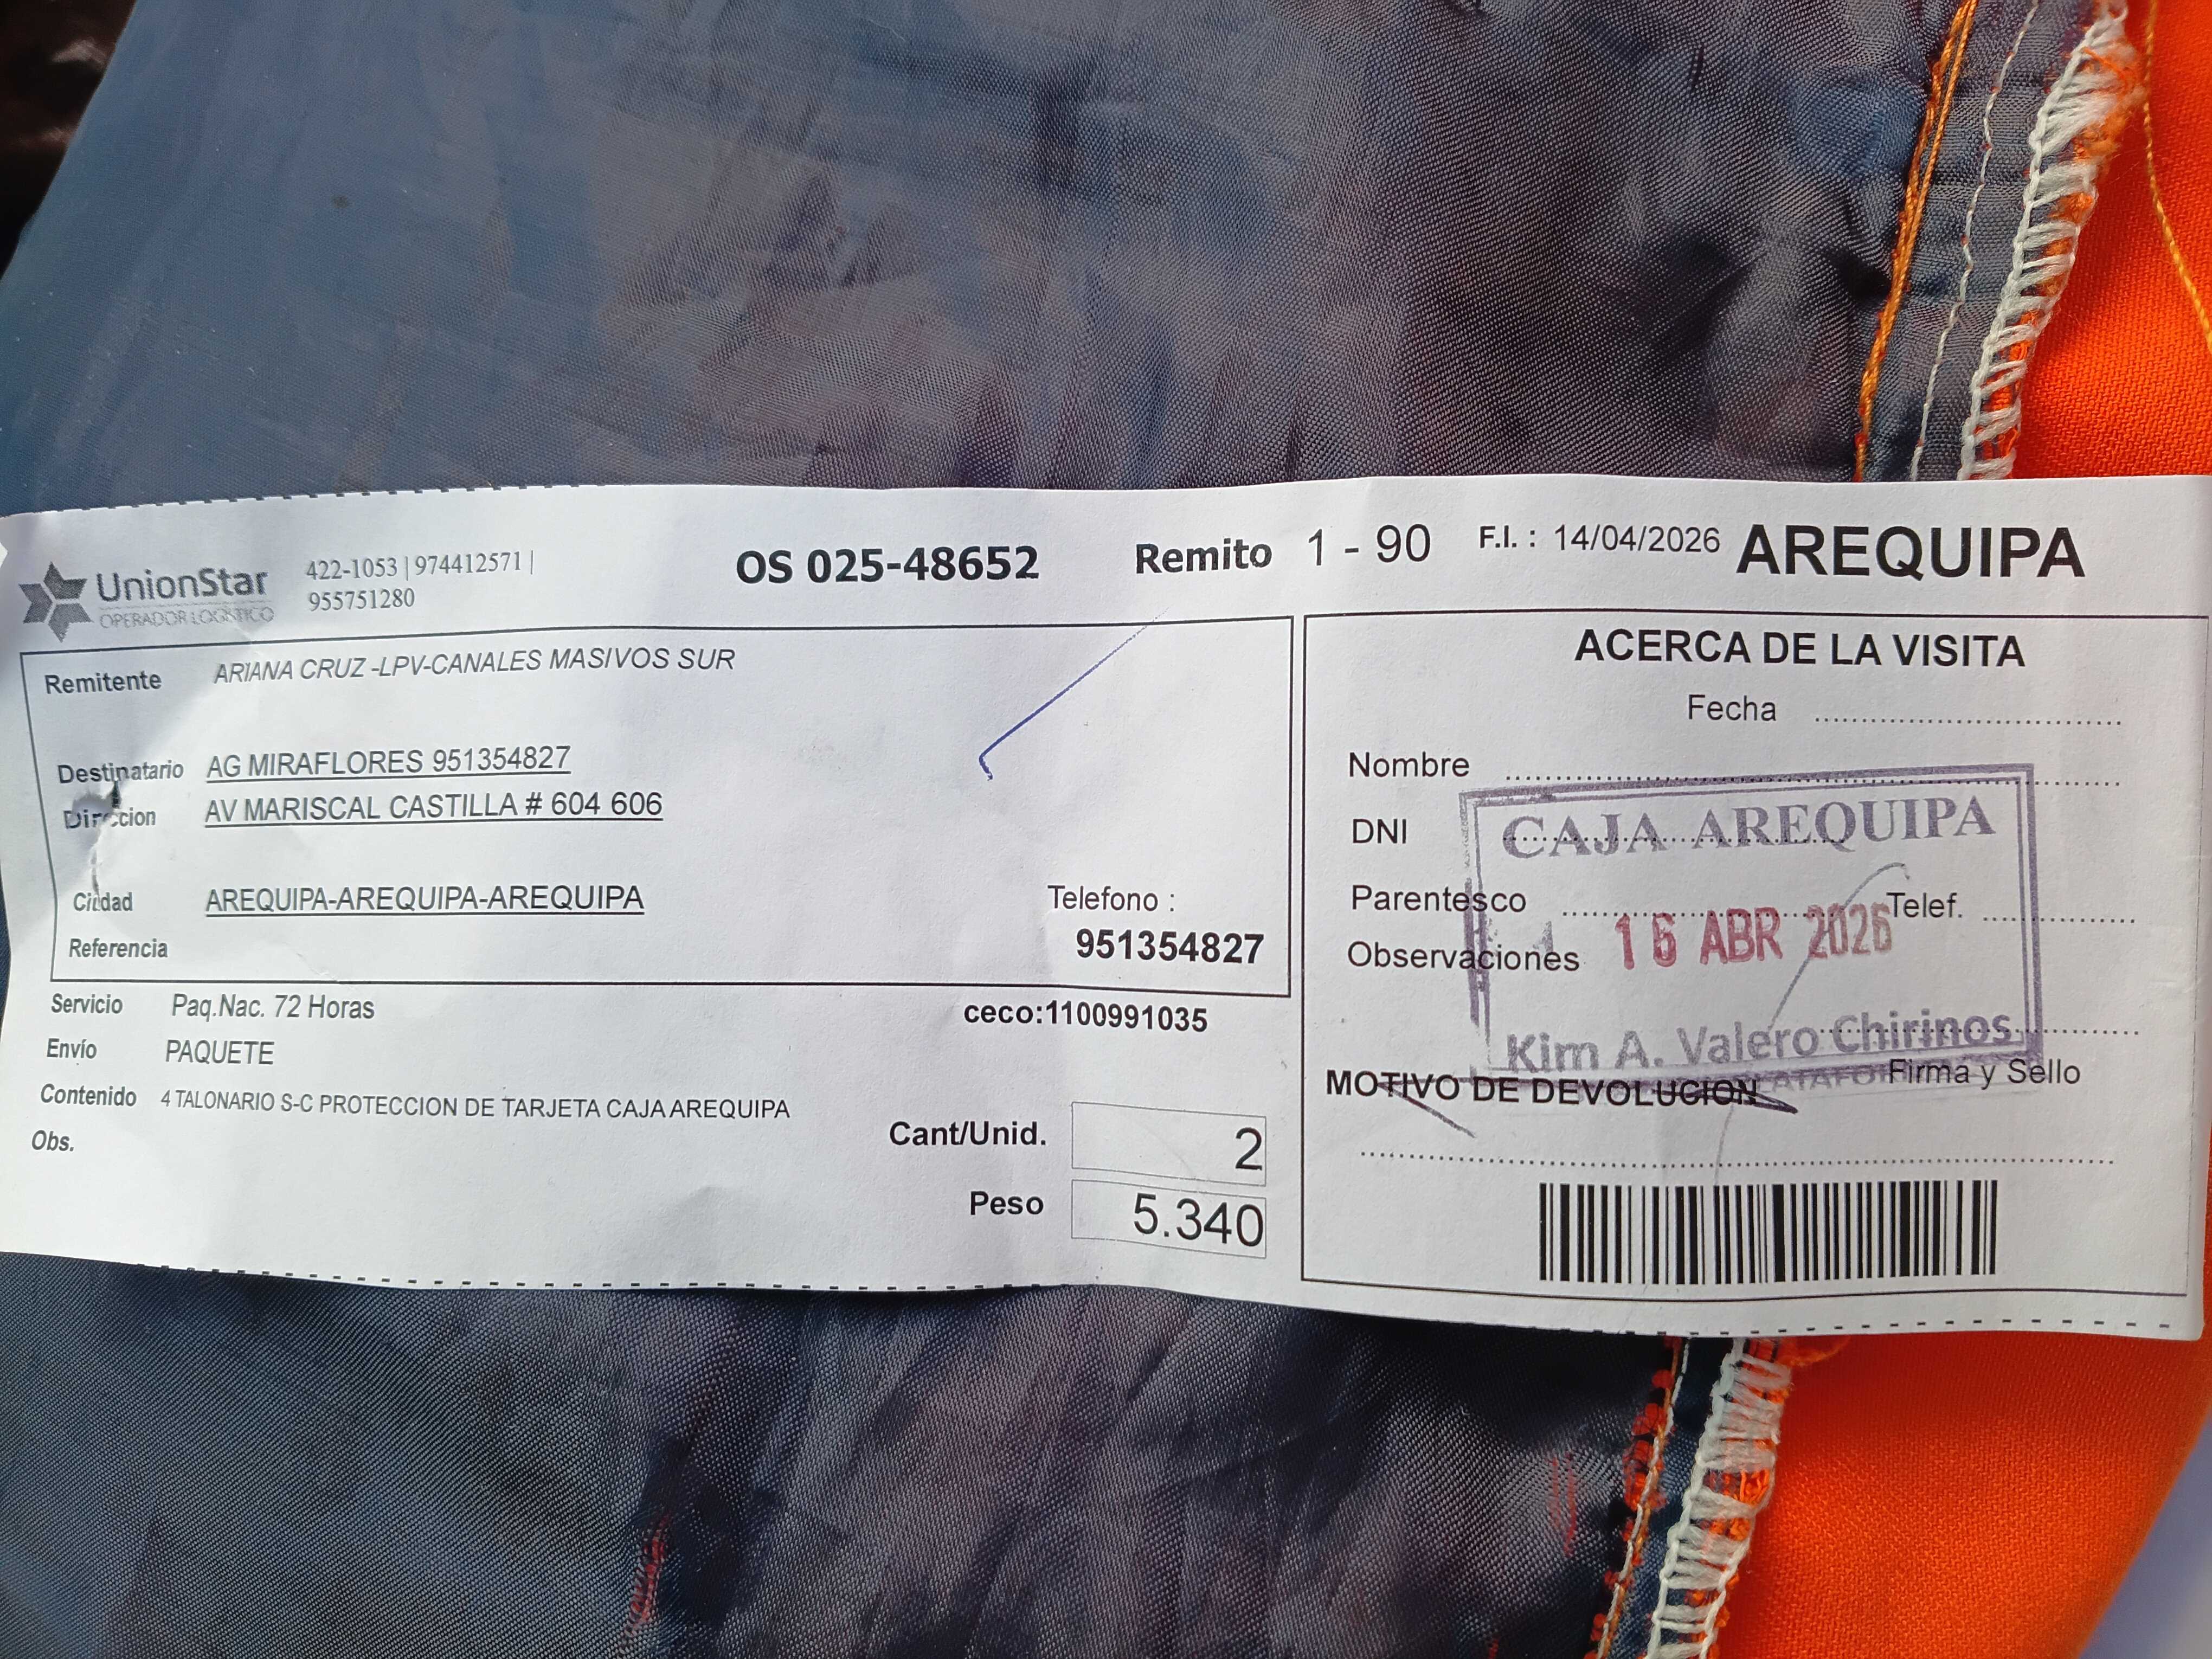 UnionStar
OPERADOR LOGÍSTICO
422-1053 | 974412571 |
955751280
OS 025-48652
Remito 1 - 90
F.I. : 14/04/2026
AREQUIPA
Remitente ARIANA CRUZ -LPV-CANALES MASIVOS SUR
Destinatario AG MIRAFLORES 951354827
Direccion AV MARISCAL CASTILLA # 604 606
Ciudad AREQUIPA-AREQUIPA-AREQUIPA
Telefono :
Referencia
951354827
Servicio Paq.Nac. 72 Horas
ceco:1100991035
Envío PAQUETE
Contenido 4 TALONARIO S-C PROTECCION DE TARJETA CAJA AREQUIPA
Obs.
Cant/Unid. 2
Peso 5.340
ACERCA DE LA VISITA
Fecha
Nombre
DNI
CAJA AREQUIPA
Parentesco
Telef.
Observaciones
16 ABR 2026
Kim A. Valero Chirinos
Firma y Sello
MOTIVO DE DEVOLUCION